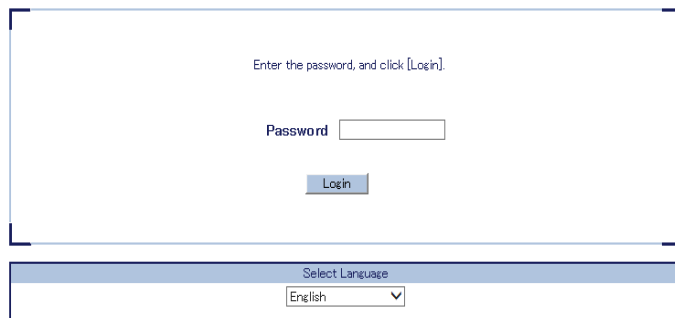 Enter the password, and click [Login].
Password
Login
Select Language
English